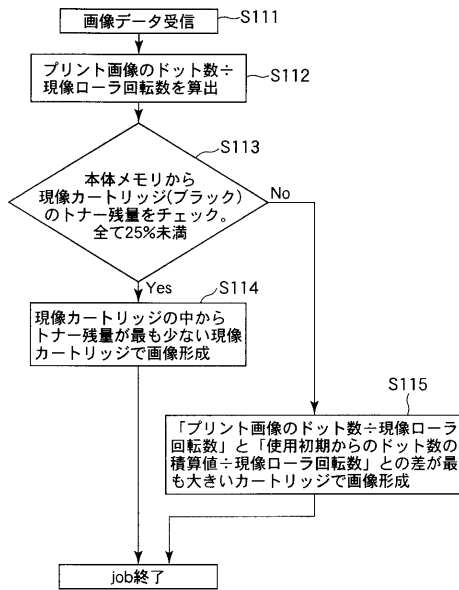 画像データ受信
S111
プリント画像のドット数÷
現像ローラ回転数を算出
S112
S113
本体メモリから
現像カートリッジ(ブラック)
のトナー残量をチェック。
全て25%未満
No
Yes
S114
現像カートリッジの中から
トナー残量が最も少ない現像
カートリッジで画像形成
S115
「プリント画像のドット数÷現像ローラ
回転数」と「使用初期からのドット数の
積算値÷現像ローラ回転数」との差が最
も大きいカートリッジで画像形成
job終了